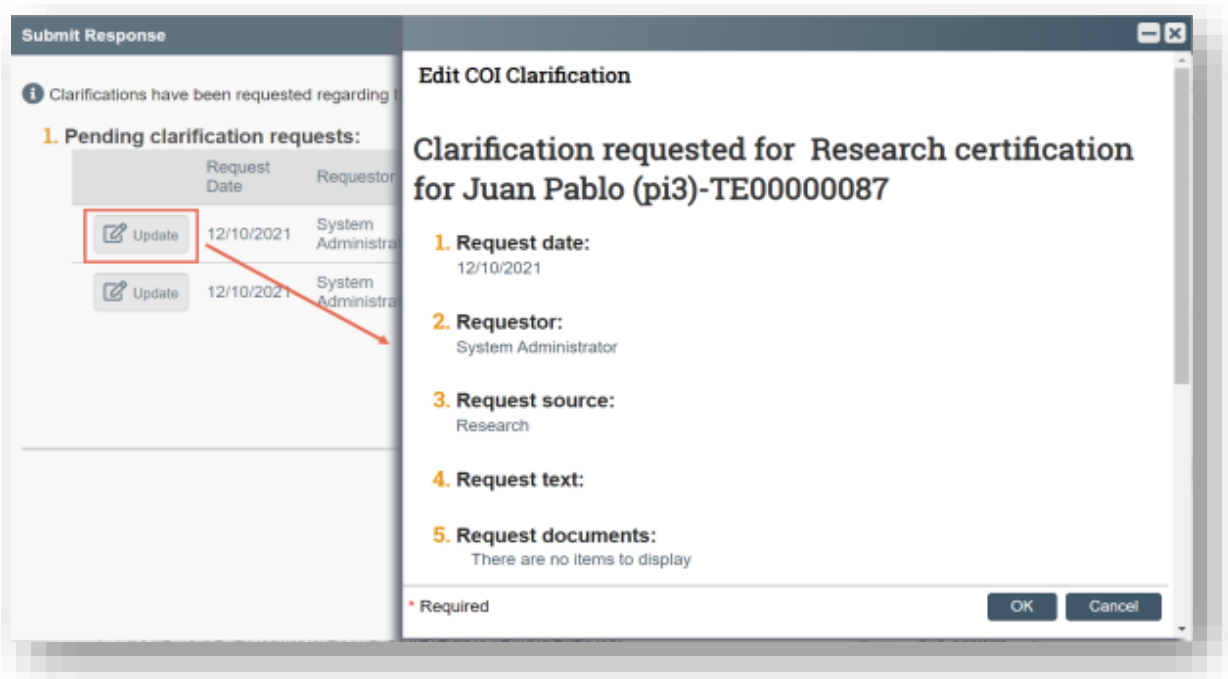 Submit Response
Clarifications have been requested regarding
1. Pending clarification requests:
Request
Date
Requestor
Update
12/10/2021
System
Administra
Update
12/10/2021
System
Administra
Edit COI Clarification
Clarification requested for Research certification
for Juan Pablo (pi3)-TE00000087
1. Request date:
12/10/2021
2. Requestor:
System Administrator
3. Request source:
Research
4. Request text:
5. Request documents:
There are no items to display
* Required
OK
Cancel